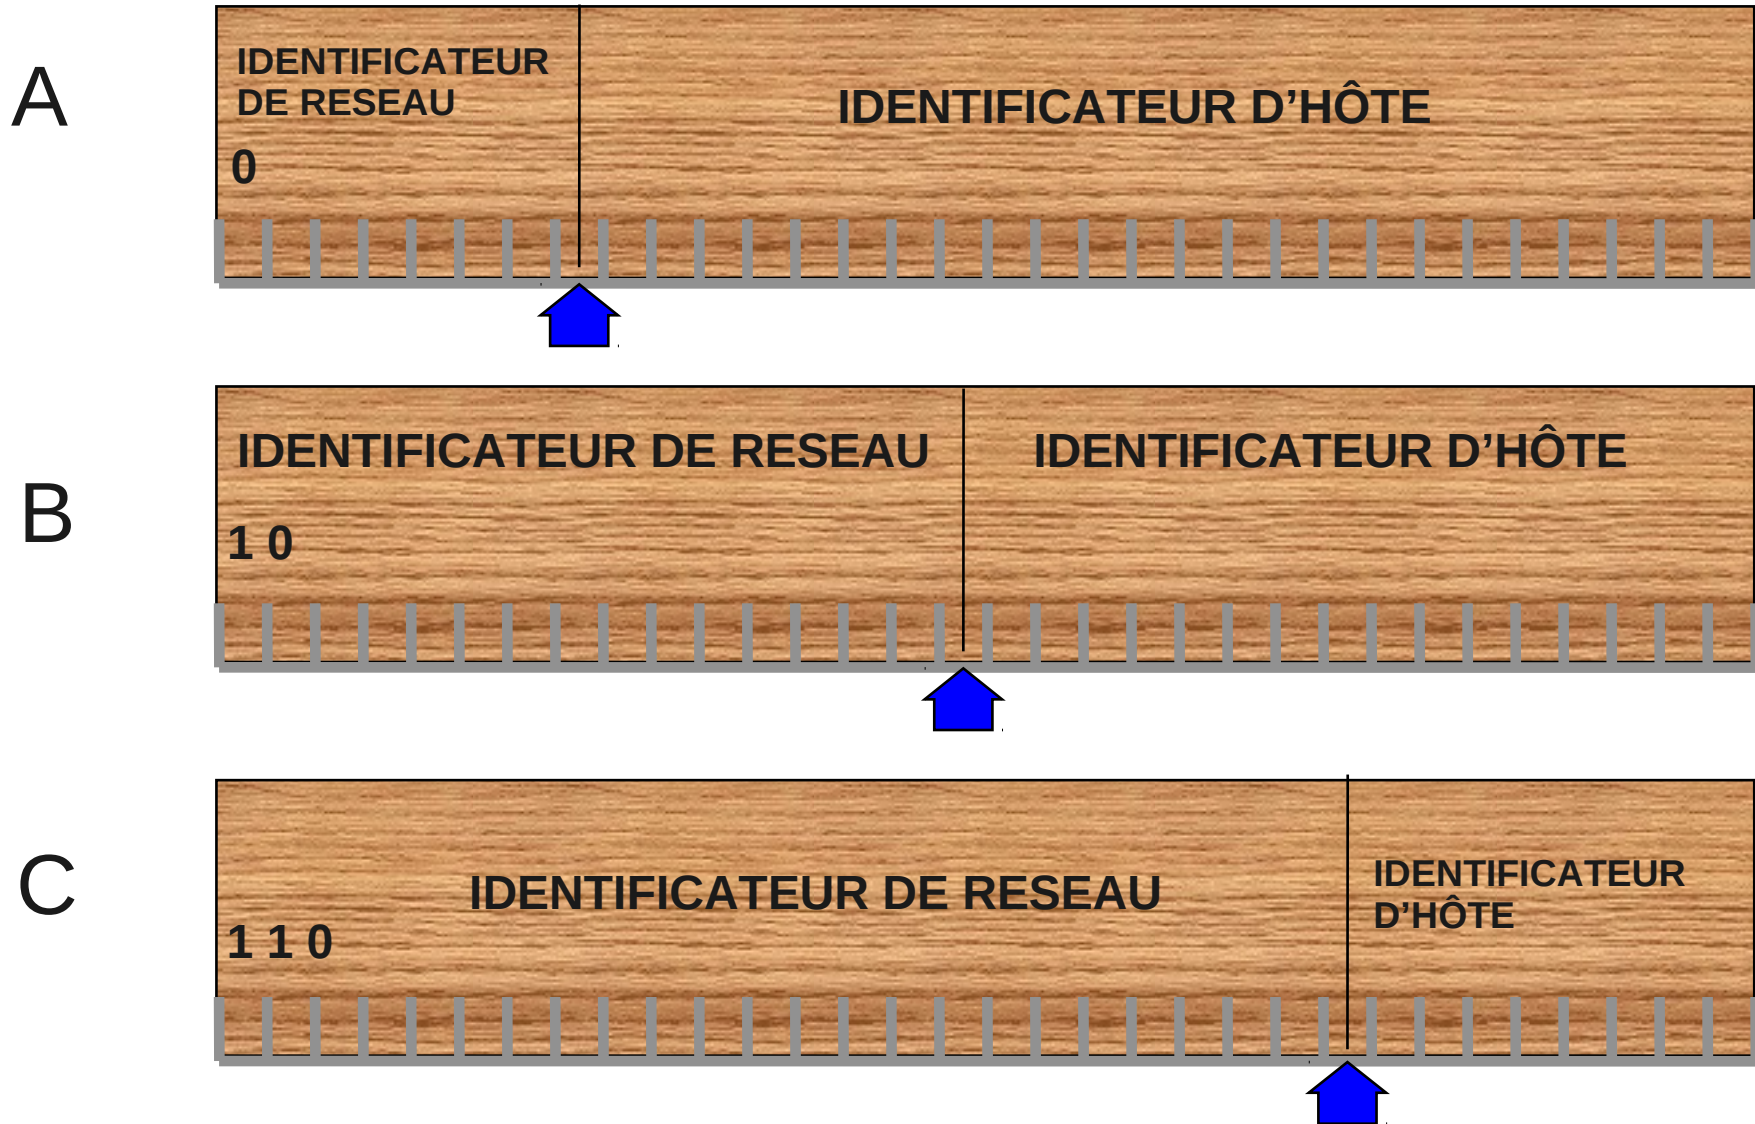 A
IDENTIFICATEUR
DE RESEAU
IDENTIFICATEUR D’HÔTE
0
B
IDENTIFICATEUR DE RESEAU
IDENTIFICATEUR D’HÔTE
1 0
C
IDENTIFICATEUR DE RESEAU
IDENTIFICATEUR
D’HÔTE
1 1 0